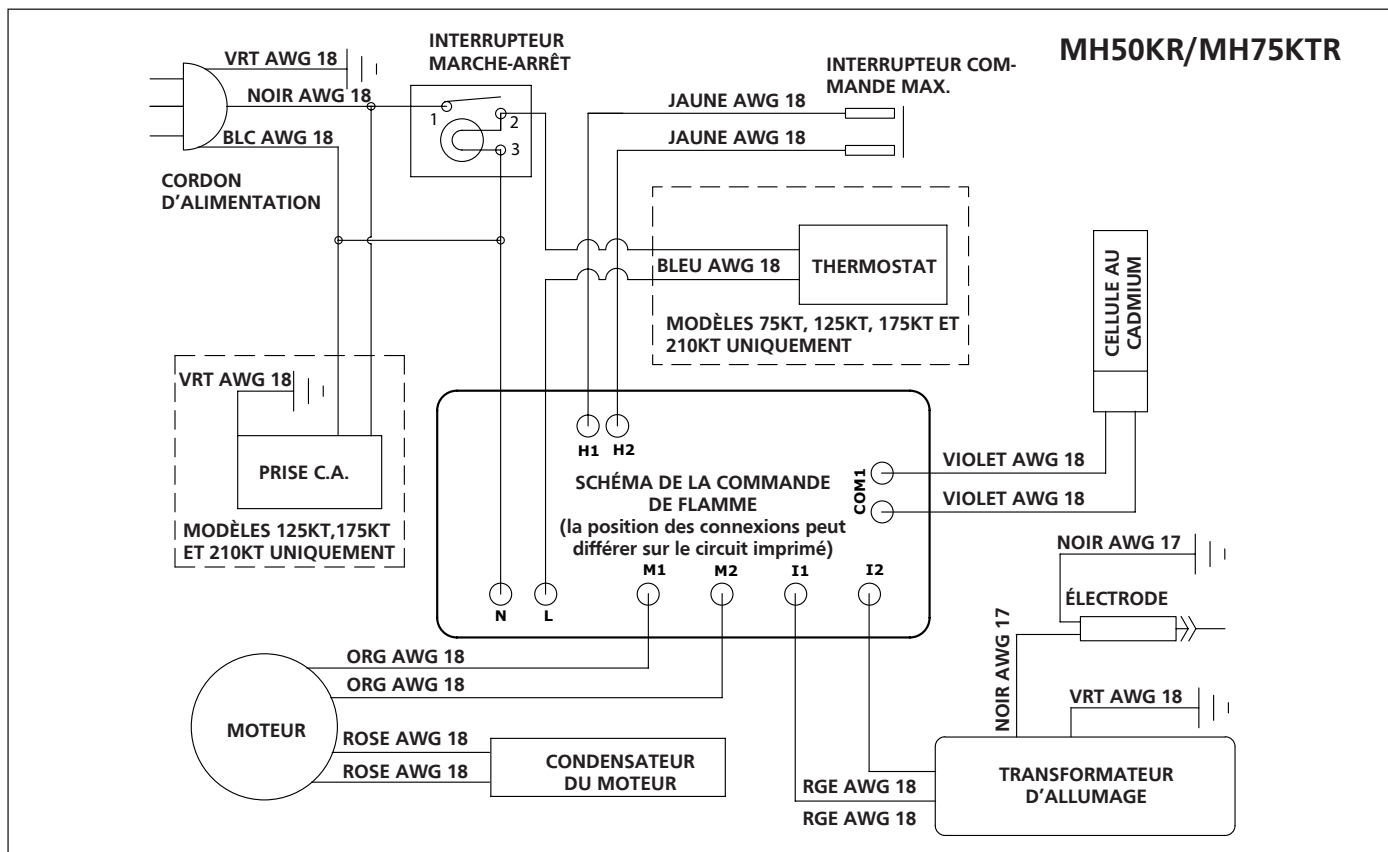 MH50KR/MH75KTR
VRT AWG 18
NOIR AWG 18
BLC AWG 18
CORDON
D'ALIMENTATION
INTERRUPTEUR
MARCHE-ARRÊT
1
2
3
INTERRUPTEUR COM-
MANDE MAX.
JAUNE AWG 18
JAUNE AWG 18
BLEU AWG 18
THERMOSTAT
MODÈLES 75KT, 125KT, 175KT ET
210KT UNIQUEMENT
CELLULE AU
CADMIUM
VRT AWG 18
PRISE C.A.
MODÈLES 125KT,175KT
ET 210KT UNIQUEMENT
H1
H2
SCHÉMA DE LA COMMANDE
DE FLAMME
(la position des connexions peut
différer sur le circuit imprimé)
COM1
VIOLET AWG 18
VIOLET AWG 18
N
L
M1
M2
I1
I2
NOIR AWG 17
ÉLECTRODE
NOIR AWG 17
VRT AWG 18
ORG AWG 18
ORG AWG 18
MOTEUR
ROSE AWG 18
ROSE AWG 18
CONDENSATEUR
DU MOTEUR
RGE AWG 18
RGE AWG 18
TRANSFORMATEUR
D'ALLUMAGE